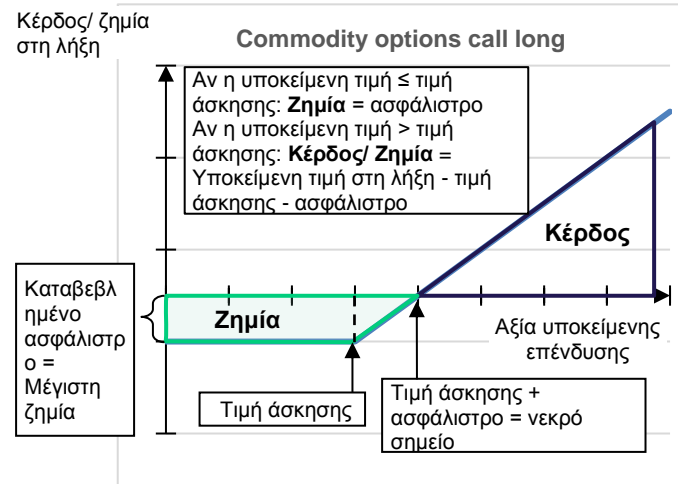 Κέρδος/ ζημία
στη λήξη
Commodity options call long
Αν η υποκείμενη τιμή ≤ τιμή
άσκησης: Ζημία = ασφάλιστρο
Αν η υποκείμενη τιμή > τιμή
άσκησης: Κέρδος/ Ζημία =
Υποκείμενη τιμή στη λήξη - τιμή
άσκησης - ασφάλιστρο
Κέρδος
Καταβεβλ
ημένο
ασφάλιστρ
ο =
Μέγιστη
ζημία
Ζημία
Αξία υποκείμενης
επένδυσης
Τιμή άσκησης
Τιμή άσκησης +
ασφάλιστρο = νεκρό
σημείο